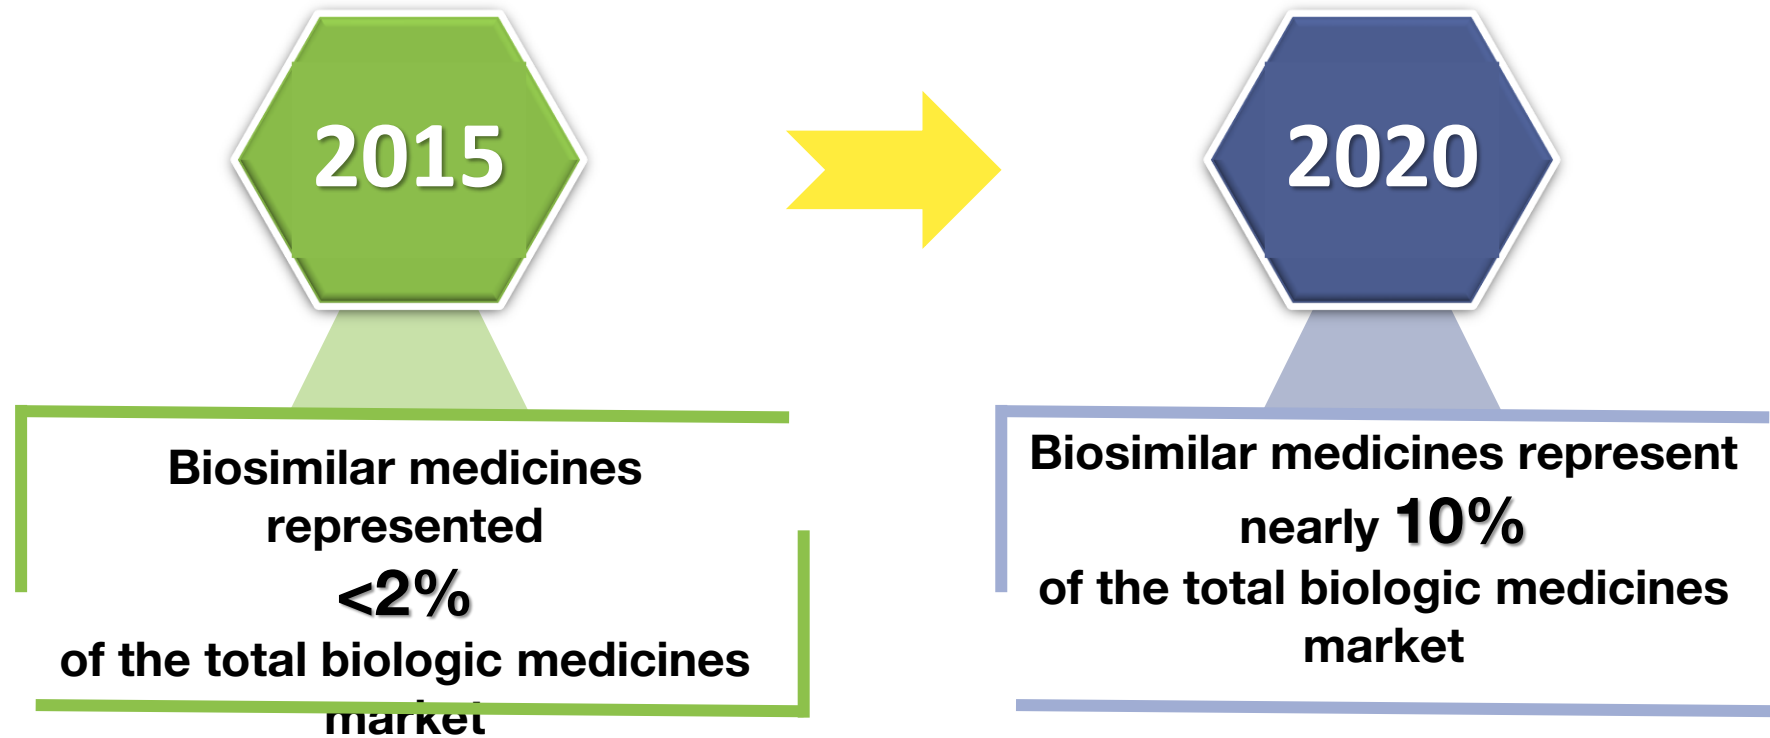 2015
Biosimilar medicines
represented
<2%
of the total biologic medicines
market
2020
Biosimilar medicines represent
nearly 10%
of the total biologic medicines
market